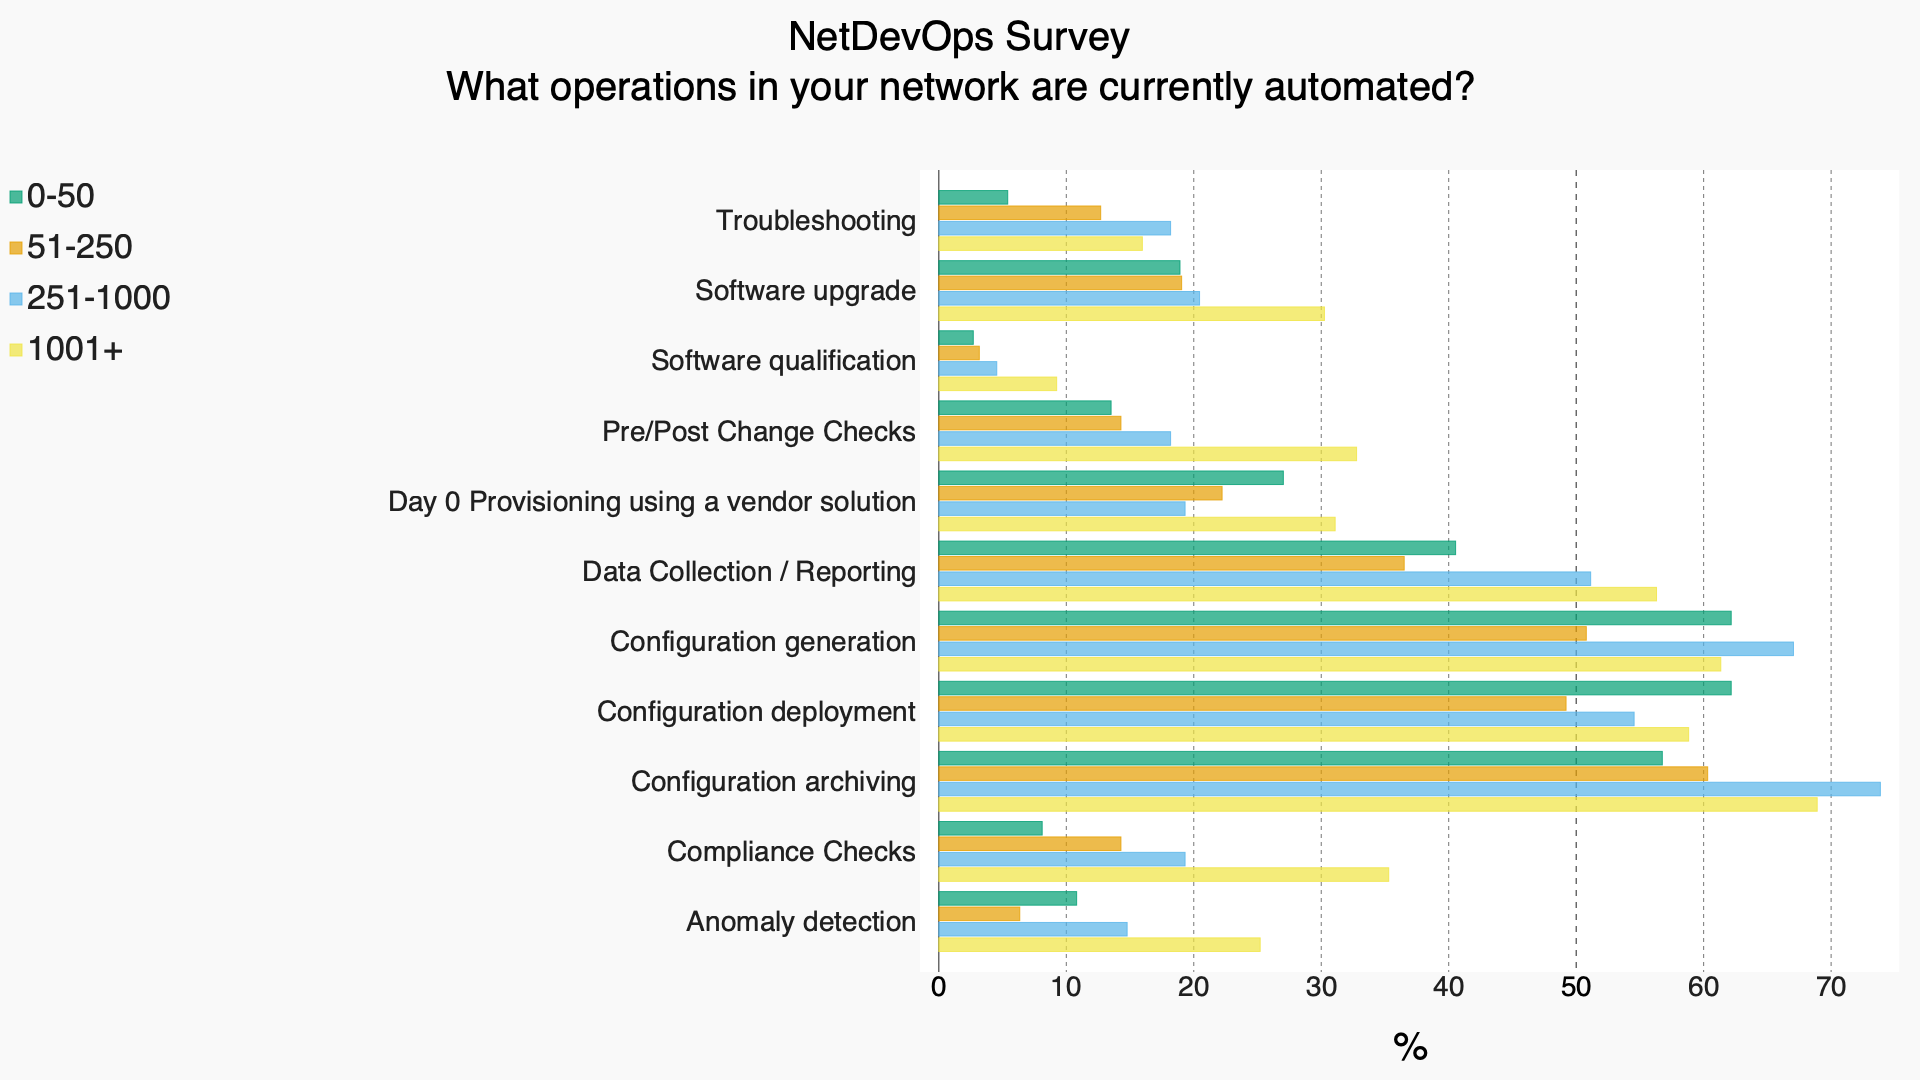 NetDevOps Survey
What operations in your network are currently automated?
0-50
51-250
251-1000
1001+
Troubleshooting
Software upgrade
Software qualification
Pre/Post Change Checks
Day 0 Provisioning using a vendor solution
Data Collection / Reporting
Configuration generation
Configuration deployment
Configuration archiving
Compliance Checks
Anomaly detection
0 10 20 30 40 50 60 70
%